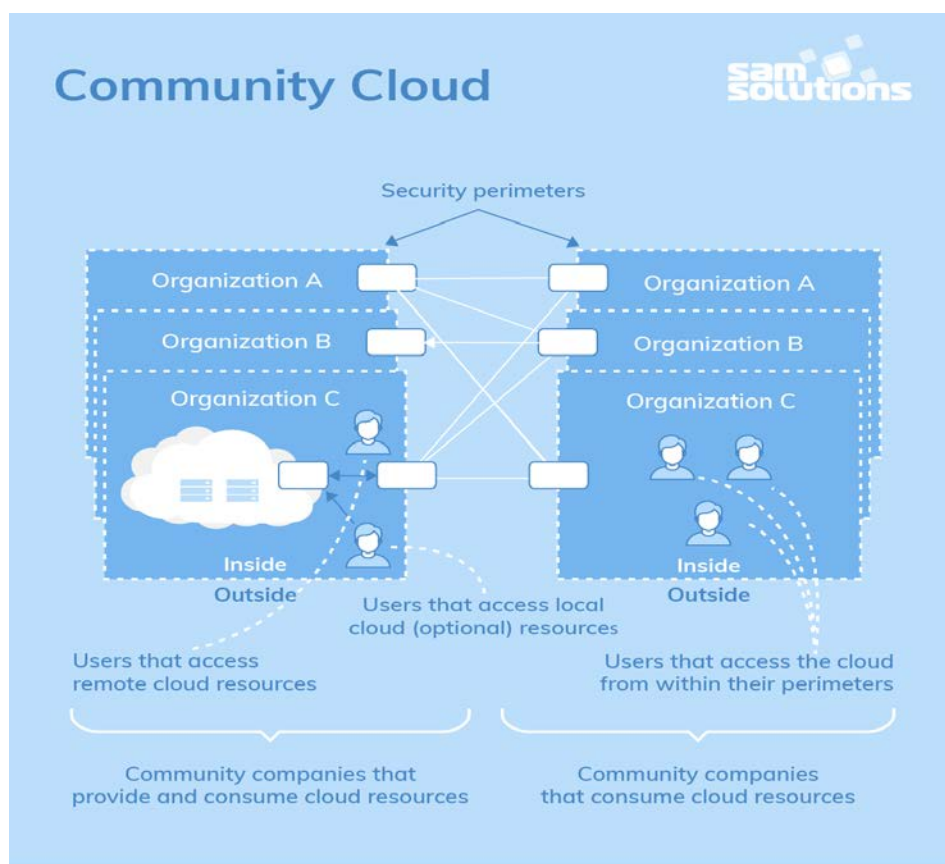 Community Cloud
sam
solutions
Security perimeters
Organization A
Organization B
Organization C
Inside
Outside
Organization A
Organization B
Organization C
Inside
Outside
Users that access local
cloud (optional) resources
Users that access
remote cloud resources
Users that access the cloud
from within their perimeters
Community companies that
provide and consume cloud resources
Community companies
that consume cloud resources